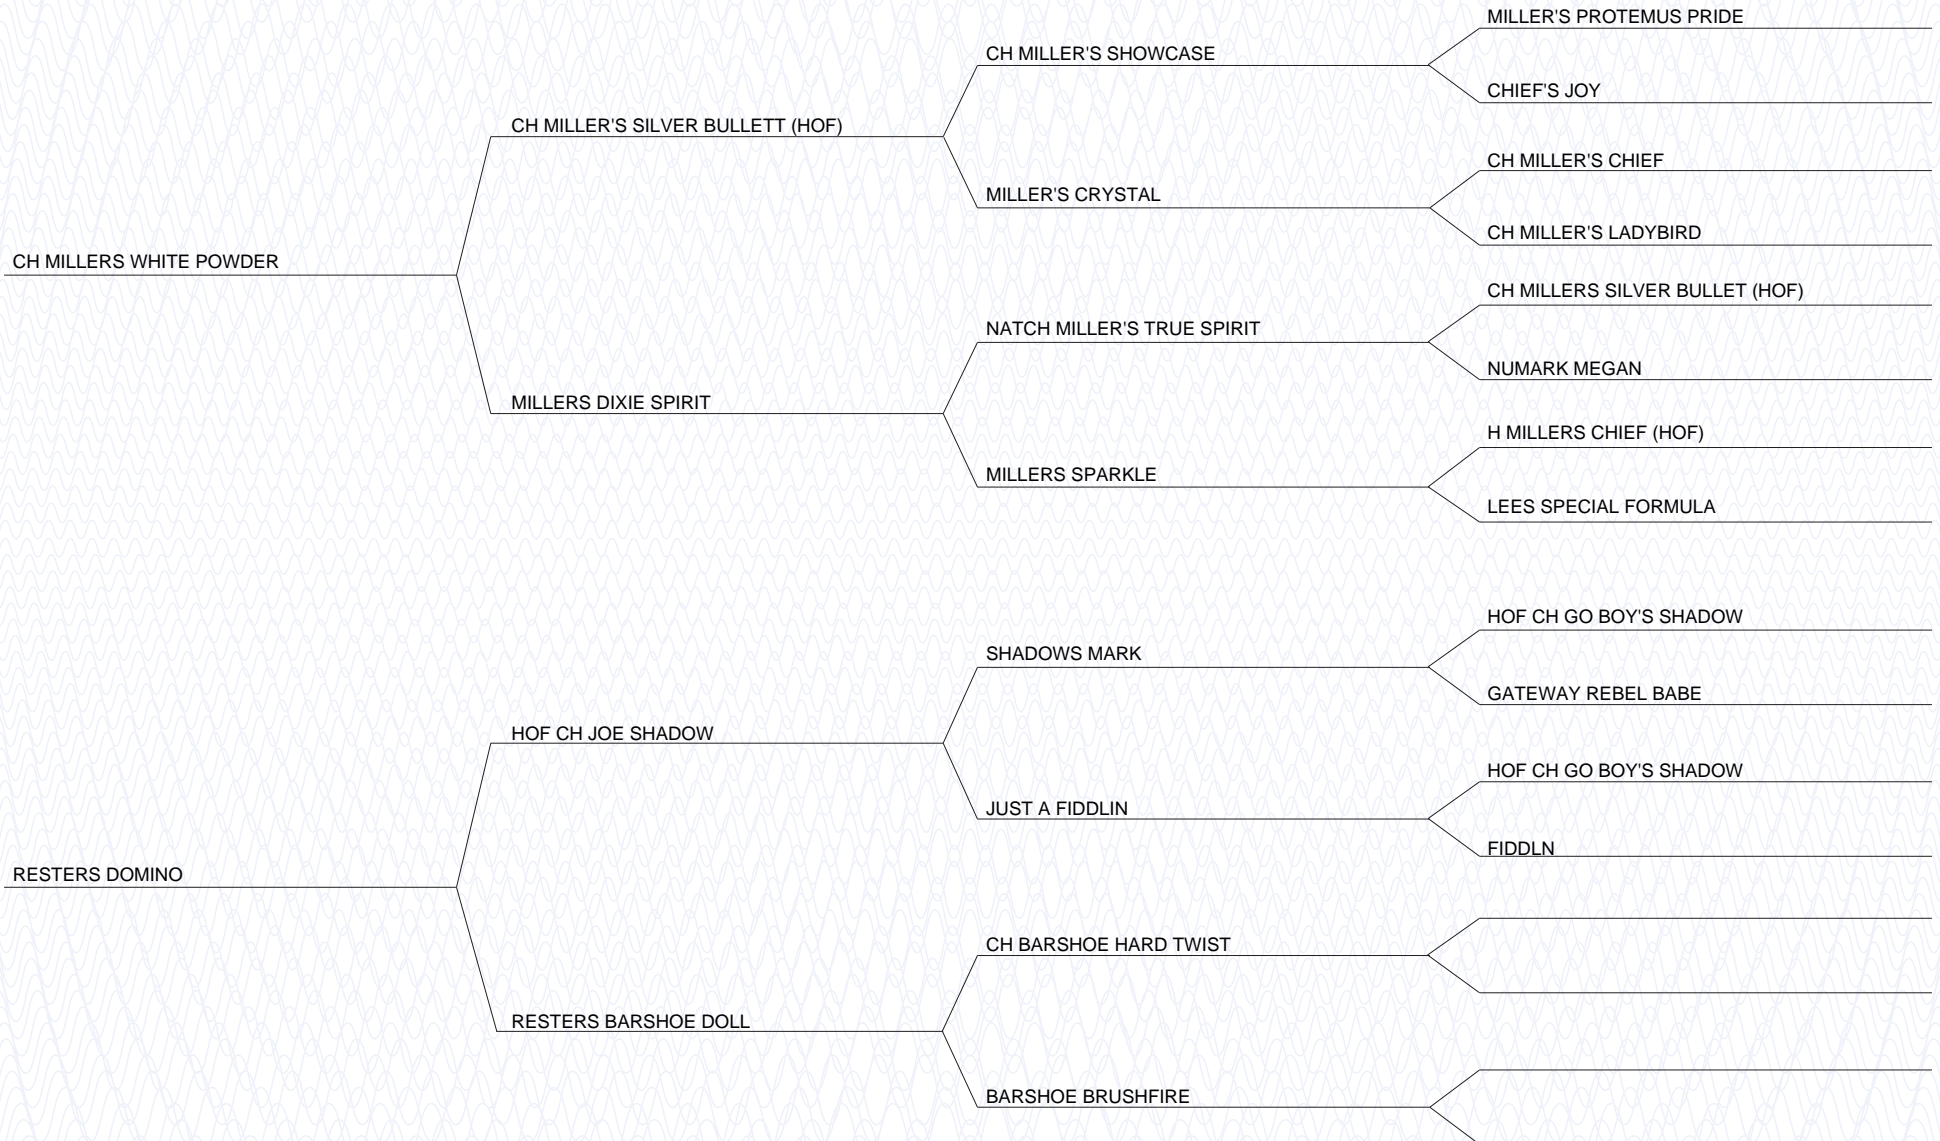 MILLER'S PROTEMUS PRIDE
CH MILLER'S SHOWCASE
CHIEF'S JOY
CH MILLER'S SILVER BULLETT (HOF)
CH MILLER'S CHIEF
MILLER'S CRYSTAL
CH MILLER'S LADYBIRD
CH MILLERS WHITE POWDER
CH MILLERS SILVER BULLET (HOF)
NATCH MILLER'S TRUE SPIRIT
NUMARK MEGAN
MILLERS DIXIE SPIRIT
H MILLERS CHIEF (HOF)
MILLERS SPARKLE
LEES SPECIAL FORMULA
HOF CH GO BOY'S SHADOW
SHADOWS MARK
GATEWAY REBEL BABE
HOF CH JOE SHADOW
HOF CH GO BOY'S SHADOW
JUST A FIDDLIN
FIDDLN
RESTERS DOMINO
CH BARSHOE HARD TWIST
RESTERS BARSHOE DOLL
BARSHOE BRUSHFIRE